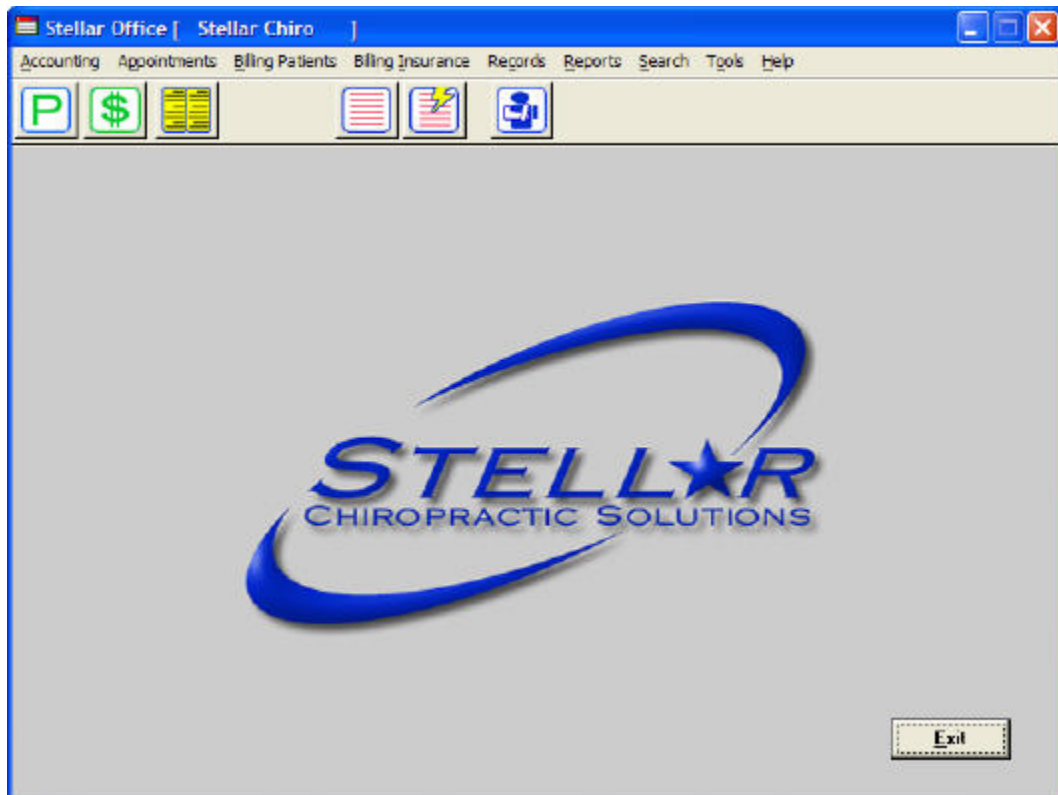 Stellar Office [ Stellar Chiro ]
Accounting Appointments Billing Patients Billing Insurance Records Reports Search Tools Help
P $
STELLAR
CHIROPRACTIC SOLUTIONS
Exit